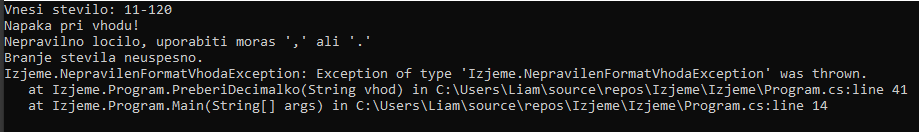 Vnesi stevilo: 11-120
Napaka pri vhodu!
Nepravilno locilo, uporabiti moras ',' ali '.'
Branje stevila neuspesno.
Izjeme.NepravilenFormatVhodaException: Exception of type 'Izjeme.NepravilenFormatVhodaException' was thrown.
   at Izjeme.Program.PreberiDecimalko(String vhod) in C:\Users\Liam\source\repos\Izjeme\Izjeme\Program.cs:line 41
   at Izjeme.Program.Main(String[] args) in C:\Users\Liam\source\repos\Izjeme\Izjeme\Program.cs:line 14